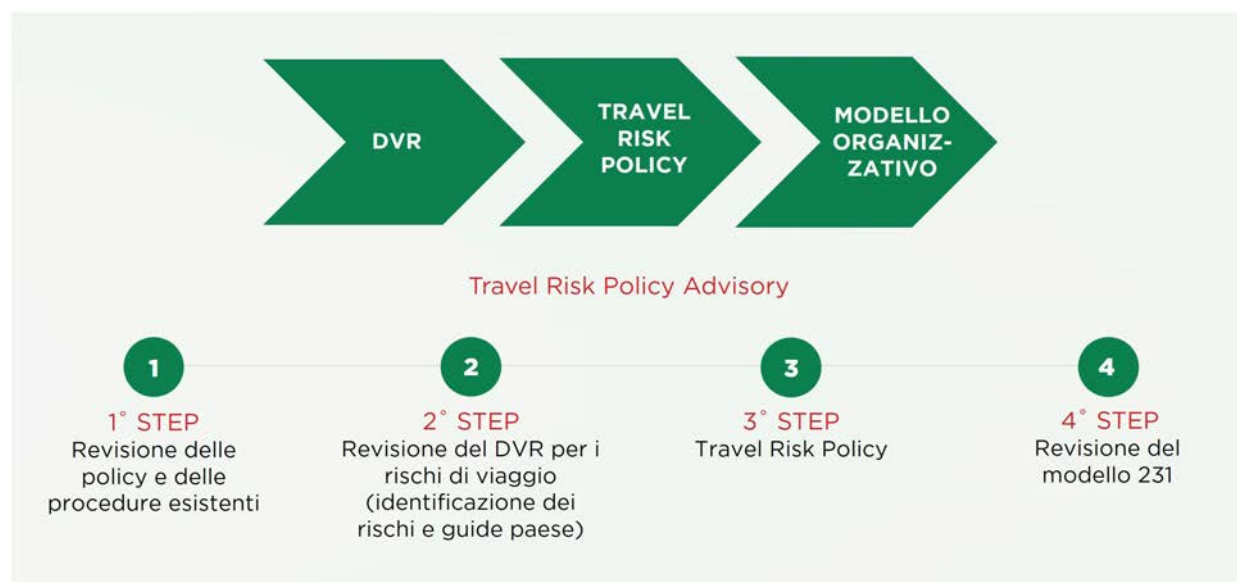 DVR
TRAVEL
RISK
POLICY
MODELLO
ORGANIZ-
ZATIVO
Travel Risk Policy Advisory
1
1° STEP
Revisione delle
policy e delle
procedure esistenti
2
2° STEP
Revisione del DVR per i
rischi di viaggio
(identificazione dei
rischi e guide paese)
3
3° STEP
Travel Risk Policy
4
4° STEP
Revisione del
modello 231